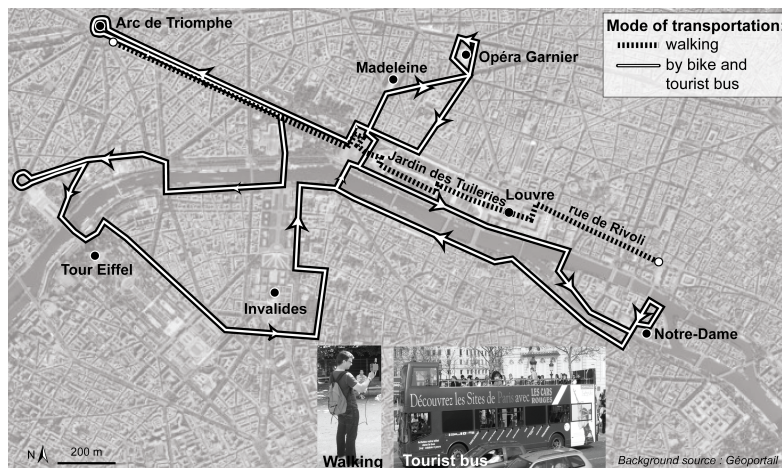 Arc de Triomphe
Opéra Garnier
Madeleine
Mode of transportation:
walking
by bike and
tourist bus
Jardin des Tuileries
Louvre
rue de Rivoli
Tour Eiffel
Invalides
Notre-Dame
Découvrez les Sites de Paris avec
LES CARS
ROUGES
N
200 m
Walking
Tourist bus
Background source : Géoportail